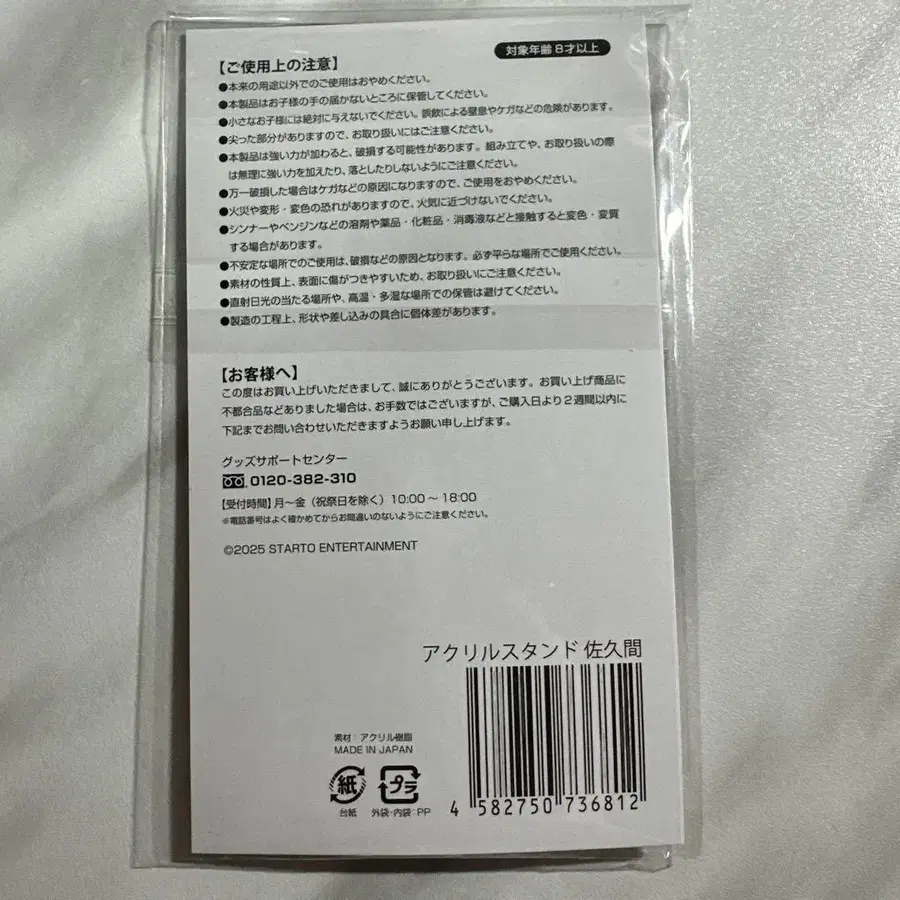 対象年齢8才以上
【ご使用上の注意】
●本来の用途以外でのご使用はおやめください。
●本製品はお子様の手の届かないところに保管してください。
●小さなお子様には絶対に与えないでください。誤飲による窒息やケガなどの危険があります。
●尖った部分がありますので、お取り扱いにはご注意ください。
●本製品は強い力が加わると、破損する可能性があります。組み立てや、お取り扱いの際
は無理に強い力を加えたり、落としたりしないようにご注意ください。
●万一破損した場合はケガなどの原因になりますので、ご使用をおやめください。
●火災や変形・変色の恐れがありますので、火気に近づけないでください。
●シンナーやベンジンなどの溶剤や薬品・化粧品・消毒液などと接触すると変色・変質
する場合があります。
●不安定な場所でのご使用は、破損などの原因となります。必ず平らな場所でご使用ください。
●素材の性質上、表面に傷がつきやすいため、お取り扱いにご注意ください。
●直射日光の当たる場所や、高温・多湿な場所での保管は避けてください。
●製造の工程上、形状や差し込みの具合に個体差があります。
【お客様へ】
この度はお買い上げいただきまして、誠にありがとうございます。お買い上げ商品に
不都合品などありました場合は、お手数ではございますが、ご購入日より2週間以内に
下記までお問い合わせいただきますようお願い申し上げます。
グッズサポートセンター
0120-382-310
【受付時間】月〜金（祝祭日を除く）10:00〜18:00
※電話番号はよく確かめてからお間違いのないようにご注意ください。
©2025 STARTO ENTERTAINMENT
アクリルスタンド 佐久間
素材：アクリル樹脂
MADE IN JAPAN
紙 プラ
台紙 外袋・内袋:PP
4 582750 736812